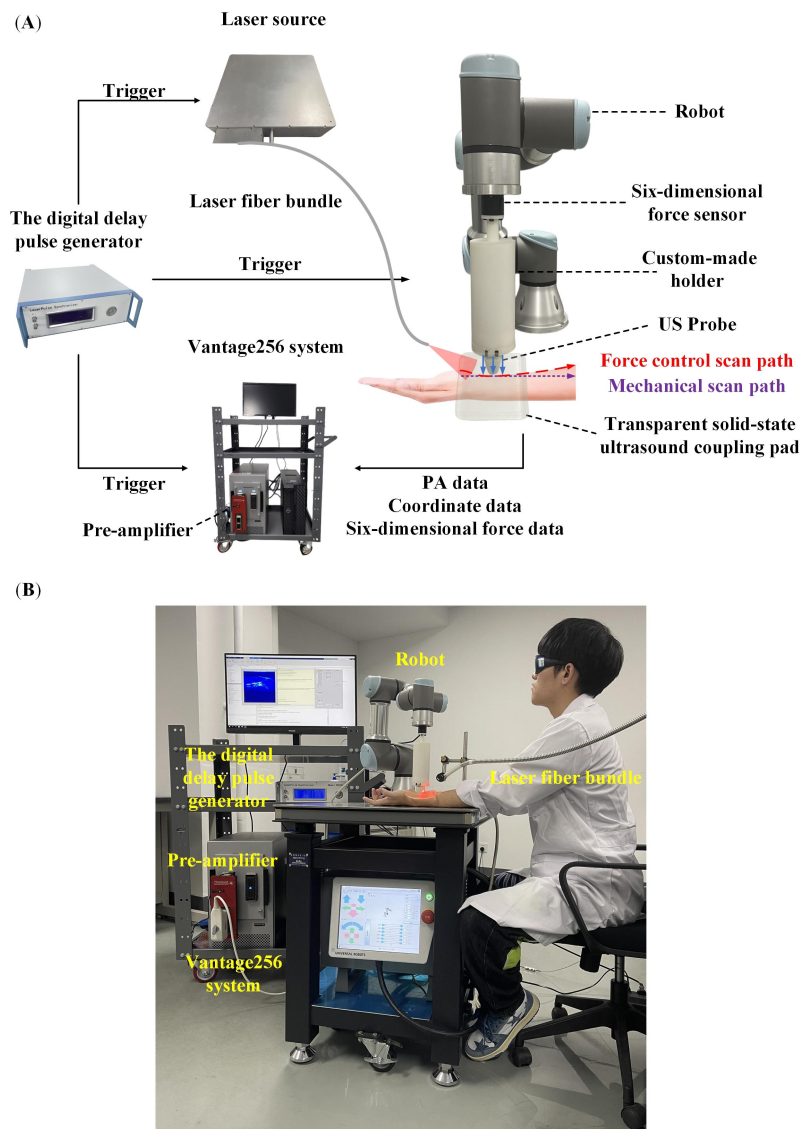 (A)
Laser source
Trigger
Robot
Laser fiber bundle
Six-dimensional
force sensor
The digital delay
pulse generator
Trigger
Custom-made
holder
US Probe
Vantage256 system
Force control scan path
Mechanical scan path
Transparent solid-state
ultrasound coupling pad
Trigger
PA data
Coordinate data
Six-dimensional force data
Pre-amplifier
(B)
Robot
The digital
delay pulse
generator
Laser fiber bundle
Pre-amplifier
Vantage256
system
UNIVERSAL ROBOTS